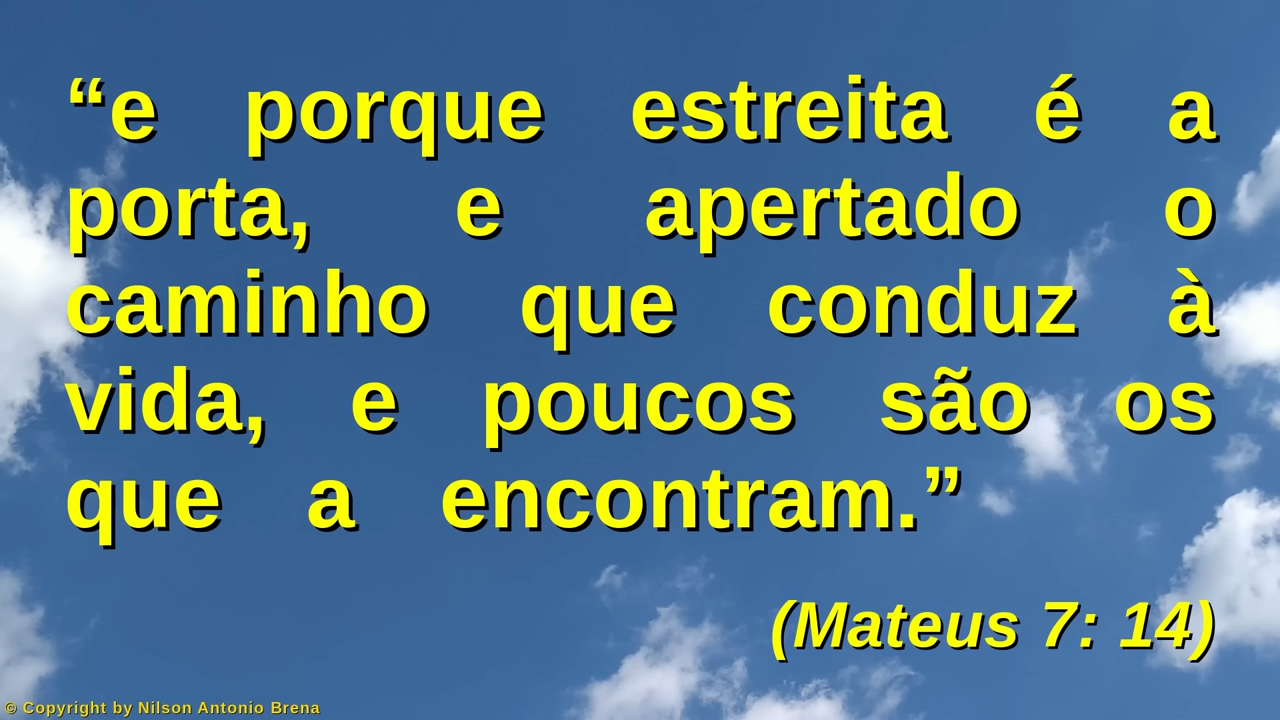 “e porque estreita é a
porta, e apertado o
caminho que conduz à
vida, e poucos são os
que a encontram.”
(Mateus 7: 14)
© Copyright by Nilson Antonio Brena